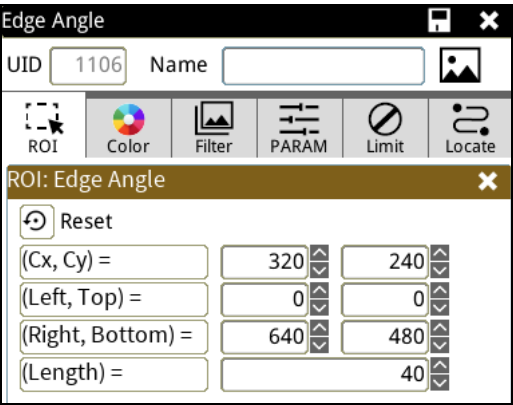 Edge Angle
UID 1106 Name
ROI Color Filter PARAM Limit Locate
ROI: Edge Angle
Reset
(Cx, Cy) = 320 240
(Left, Top) = 0 0
(Right, Bottom) = 640 480
(Length) = 40